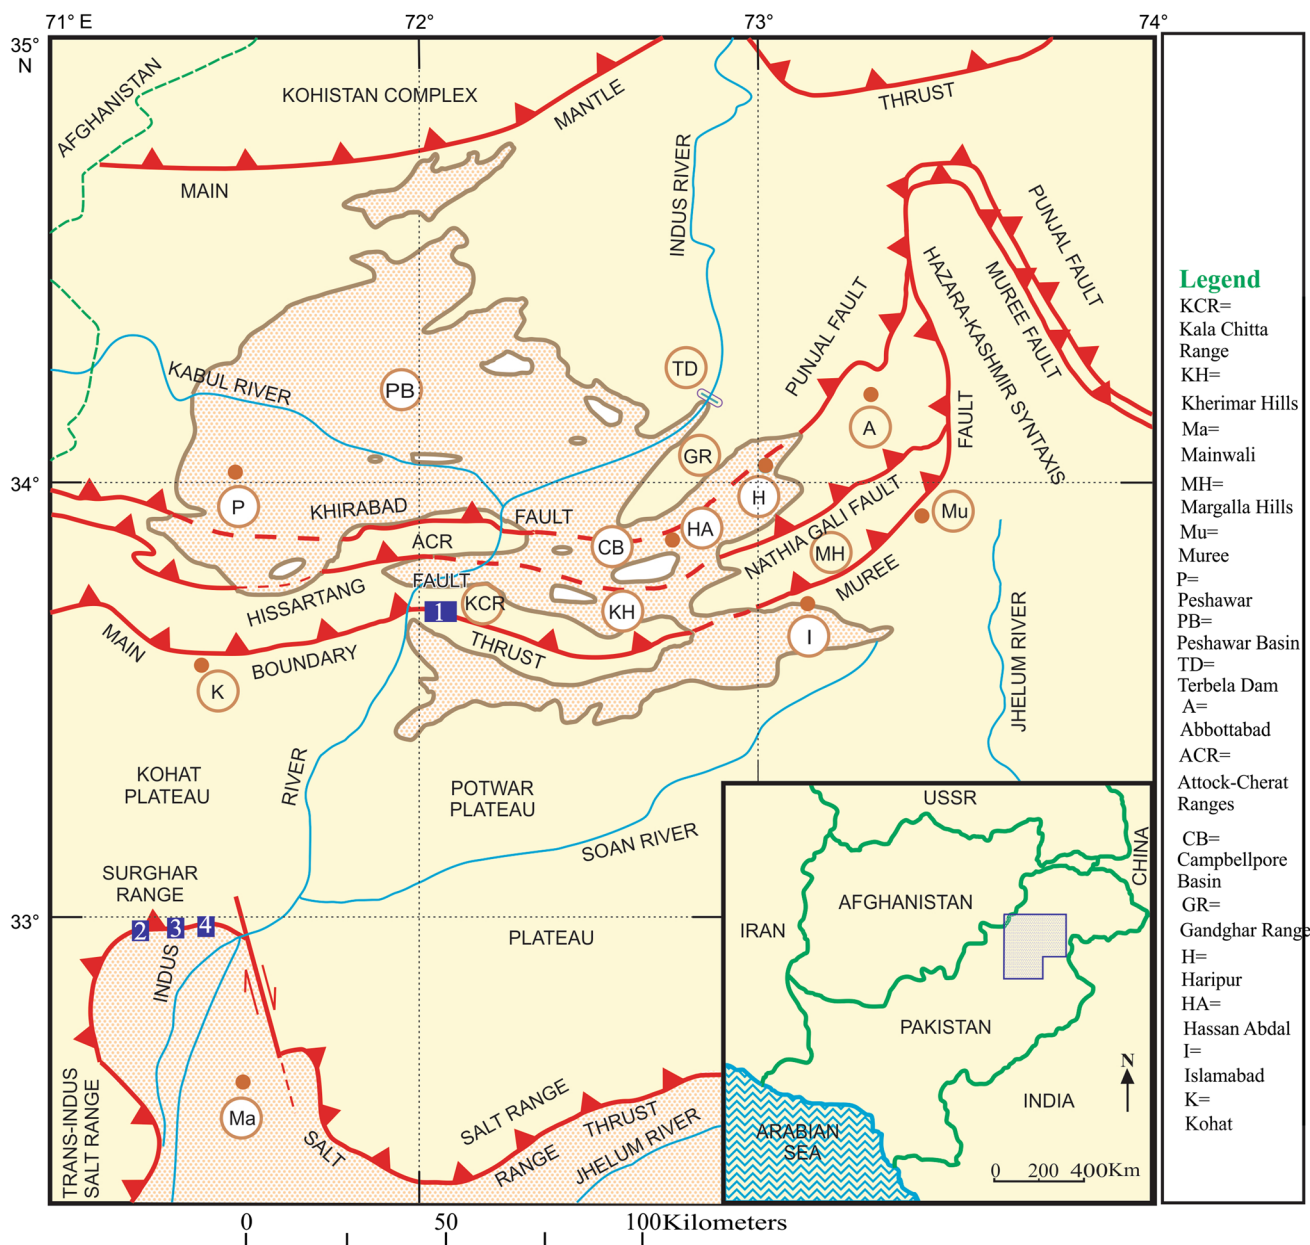 71° E
72°
73°
74°
35°
N
AFGHANISTAN
KOHISTAN COMPLEX
MANTLE
THRUST
MAIN
INDUS RIVER
PUNJAL FAULT
HAZARA-KASHMIR SYNTAXIS
MUREE FAULT
PUNJAL FAULT
KABUL RIVER
PB
TD
A
FAULT
GR
34°
P
KHIRABAD
FAULT
H
HA
CB
ACR
NATHIA GALI FAULT
Mu
MH
MUREE
HISSARTANG
FAULT
KCR
1
KH
I
MAIN
BOUNDARY
THRUST
K
JHELUM RIVER
KOHAT
PLATEAU
RIVER
POTWAR
PLATEAU
SOAN RIVER
SURGHAR
RANGE
33°
2
3
4
INDUS
PLATEAU
TRANS-INDUS
SALT RANGE
Ma
SALT
SALT RANGE
RANGE
THRUST
JHELUM RIVER
USSR
CHINA
AFGHANISTAN
IRAN
PAKISTAN
INDIA
N
ARABIAN
SEA
0 200 400Km
0 50 100Kilometers
Legend
KCR=
Kala Chitta
Range
KH=
Kherimar Hills
Ma=
Mainwali
MH=
Margalla Hills
Mu=
Muree
P=
Peshawar
PB=
Peshawar Basin
TD=
Terbela Dam
A=
Abbottabad
ACR=
Attock-Cherat
Ranges
CB=
Campbellpore
Basin
GR=
Gandghar Range
H=
Haripur
HA=
Hassan Abdal
I=
Islamabad
K=
Kohat